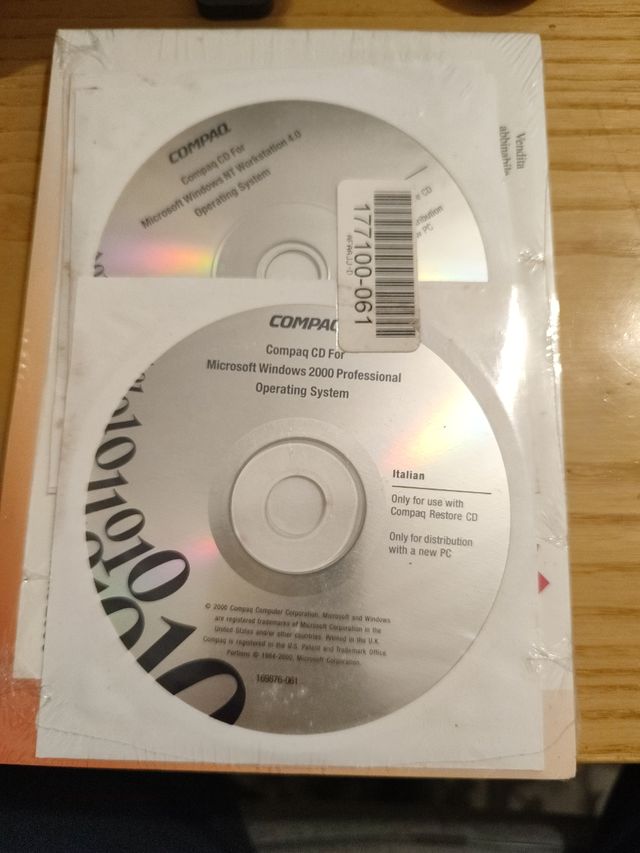 COMPAQ
Compaq CD For
Microsoft Windows NT Workstation 4.0
Operating System
CD
PC
Vendita
abbinabile
177100-061
COMPAQ
Compaq CD For
Microsoft Windows 2000 Professional
Operating System
Italian
Only for use with
Compaq Restore CD
Only for distribution
with a new PC
© 2000 Compaq Computer Corporation. Microsoft and Windows
are registered trademarks of Microsoft Corporation in the
United States and/or other countries. Printed in the U.K.
Compaq is registered in the U.S. Patent and Trademark Office.
Portions © 1984-2000, Microsoft Corporation.
169876-061